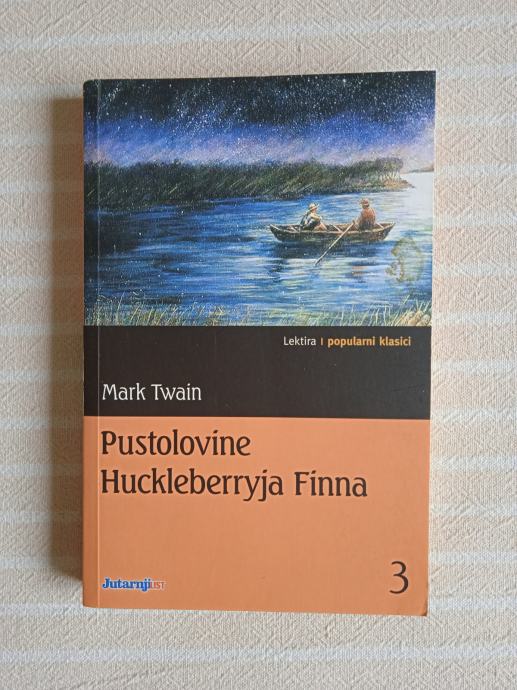 Lektira | popularni klasici
Mark Twain
Pustolovine
Huckleberryja Finna
JutarnjiLIST
3